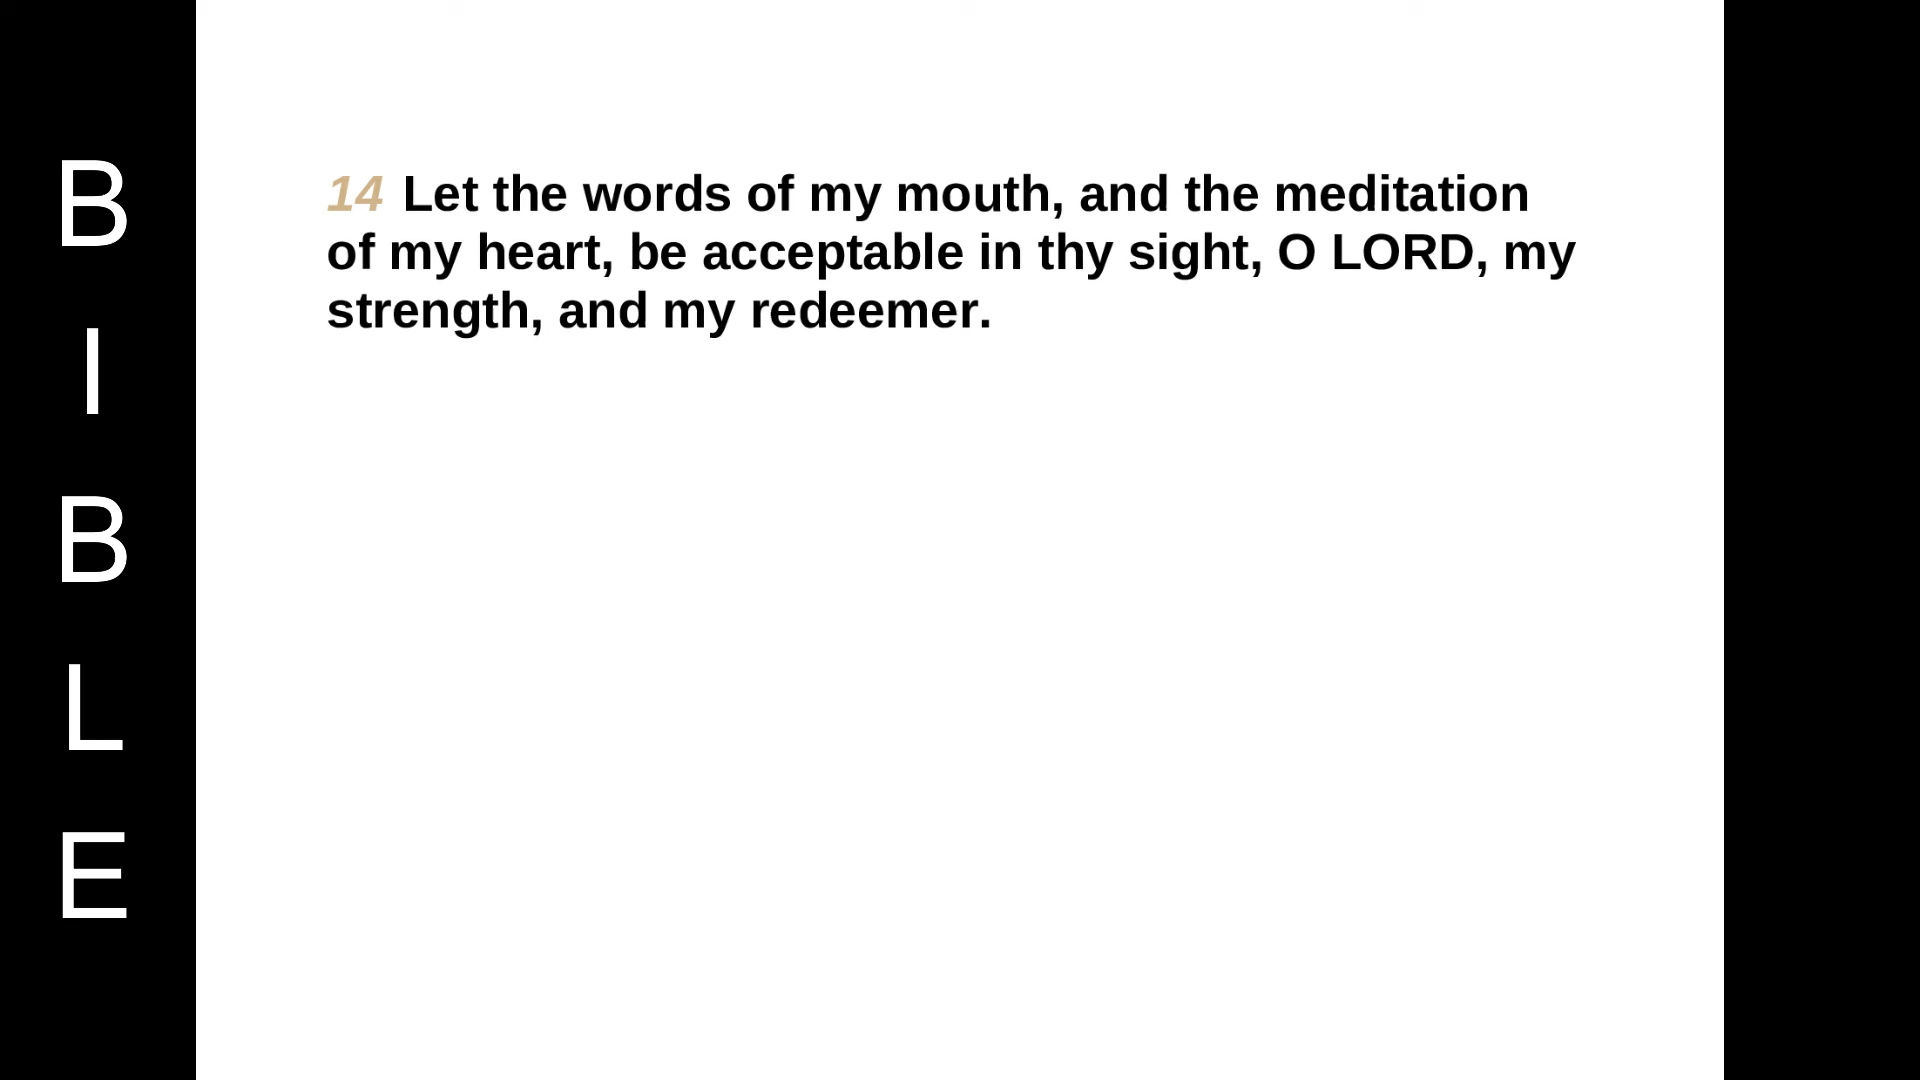 B
I
B
L
E
14 Let the words of my mouth, and the meditation
of my heart, be acceptable in thy sight, O LORD, my
strength, and my redeemer.